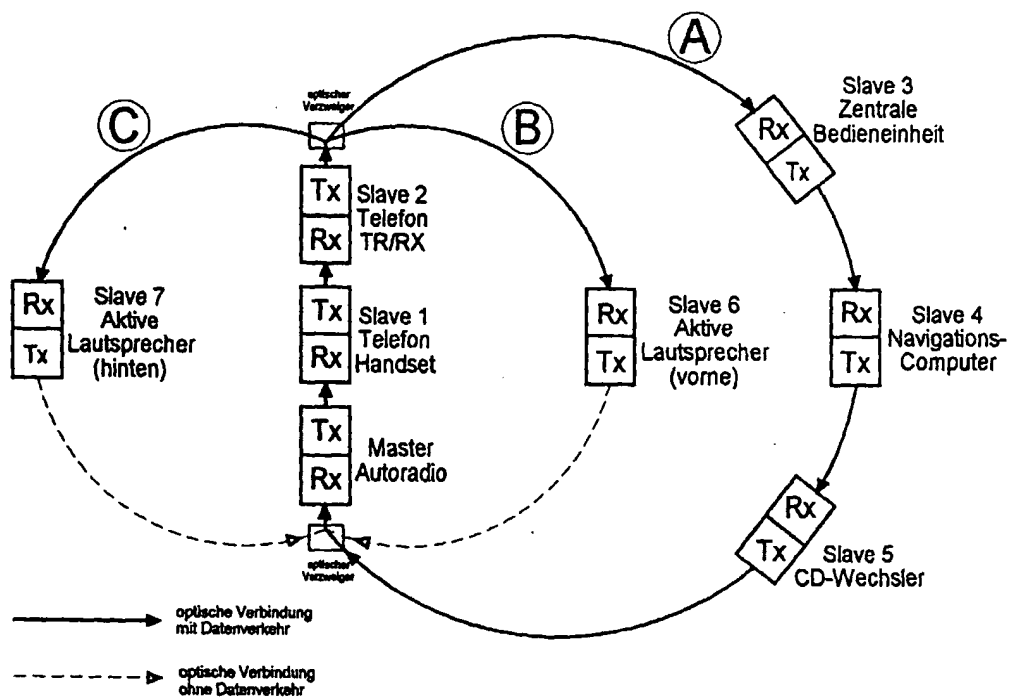 A
optischer
Verzweiger
C
B
Slave 3
Zentrale
Bedieneinheit
Rx
Tx
Tx
Rx
Slave 2
Telefon
TR/RX
Rx
Tx
Slave 7
Aktive
Lautsprecher
(hinten)
Tx
Rx
Slave 1
Telefon
Handset
Rx
Tx
Slave 6
Aktive
Lautsprecher
(vorne)
Rx
Tx
Slave 4
Navigations-
Computer
Tx
Rx
Master
Autoradio
optischer
Verzweiger
Rx
Tx
Slave 5
CD-Wechsler
optische Verbindung
mit Datenverkehr
optische Verbindung
ohne Datenverkehr